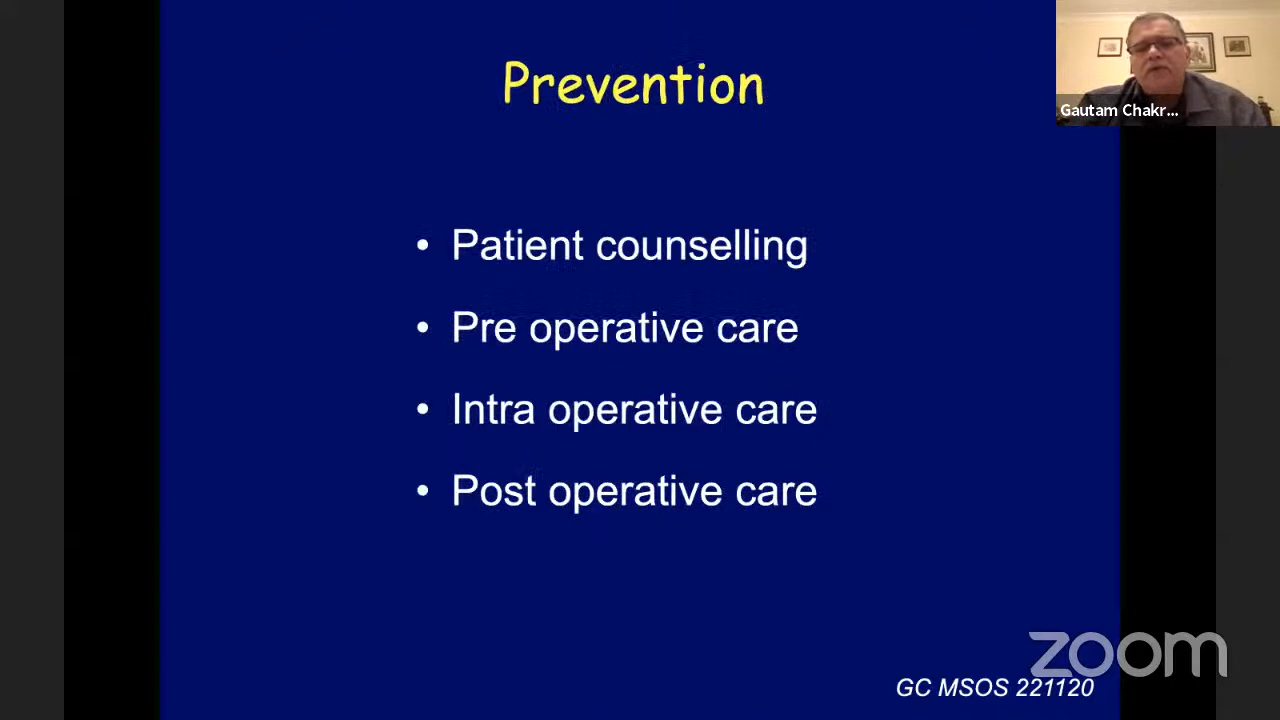 Prevention
Gautam Chakr...
• Patient counselling
• Pre operative care
• Intra operative care
• Post operative care
zoom
GC MSOS 221120